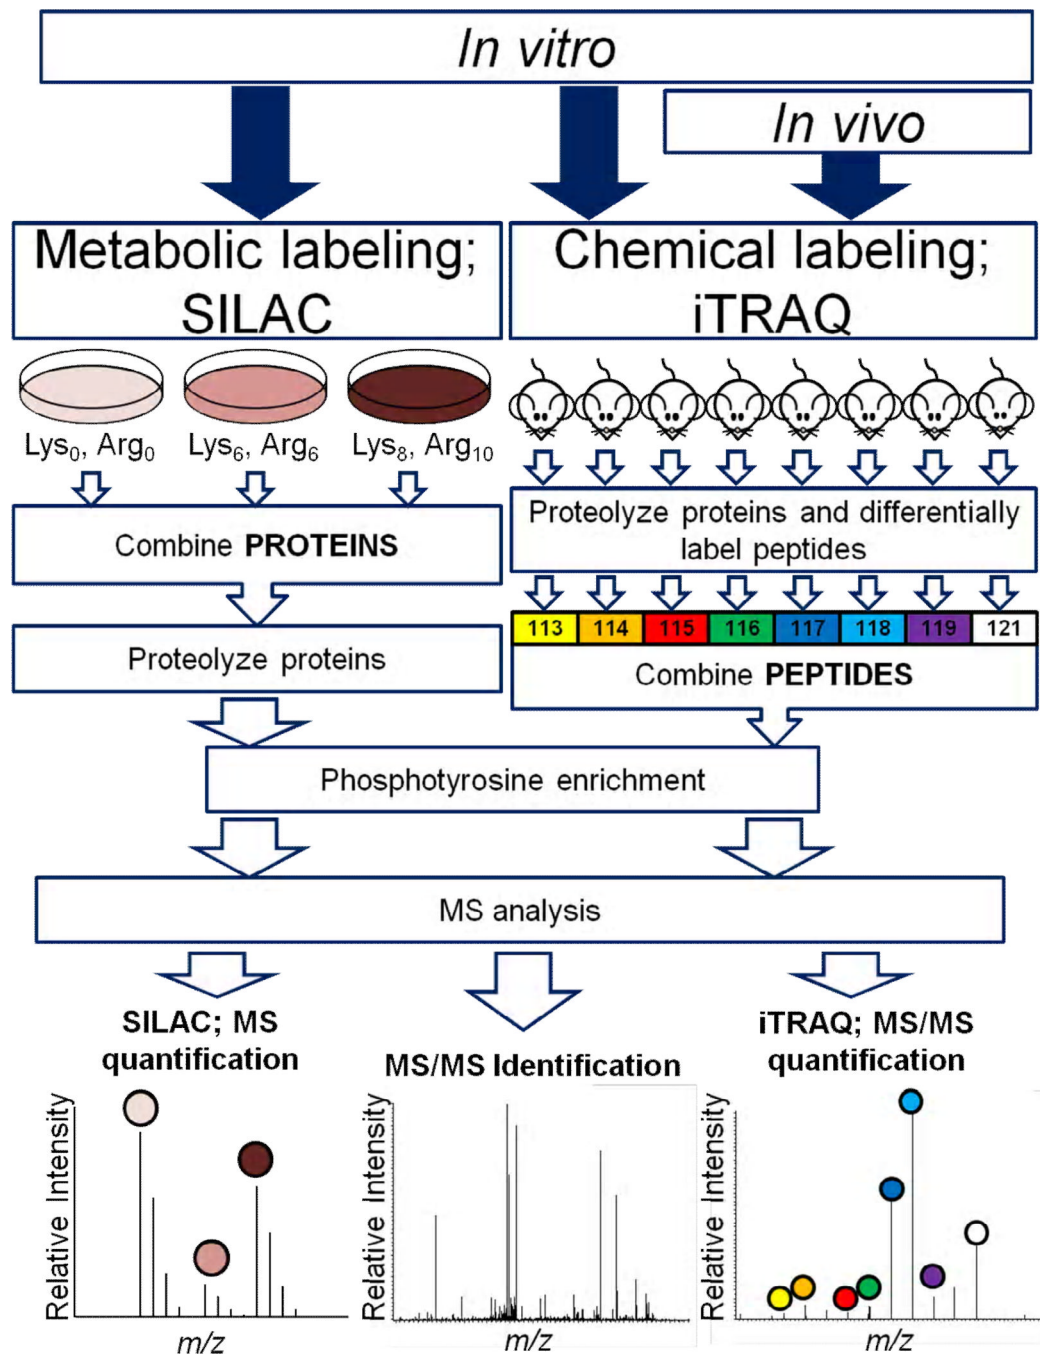 In vitro
In vivo
Metabolic labeling;
SILAC
Chemical labeling;
iTRAQ
Lys0, Arg0 Lys6, Arg6 Lys8, Arg10
Combine PROTEINS
Proteolyze proteins and differentially
label peptides
113 114 115 116 117 118 119 121
Proteolyze proteins
Combine PEPTIDES
Phosphotyrosine enrichment
MS analysis
SILAC; MS
quantification
MS/MS Identification
iTRAQ; MS/MS
quantification
Relative Intensity
m/z
Relative Intensity
m/z
Relative Intensity
m/z